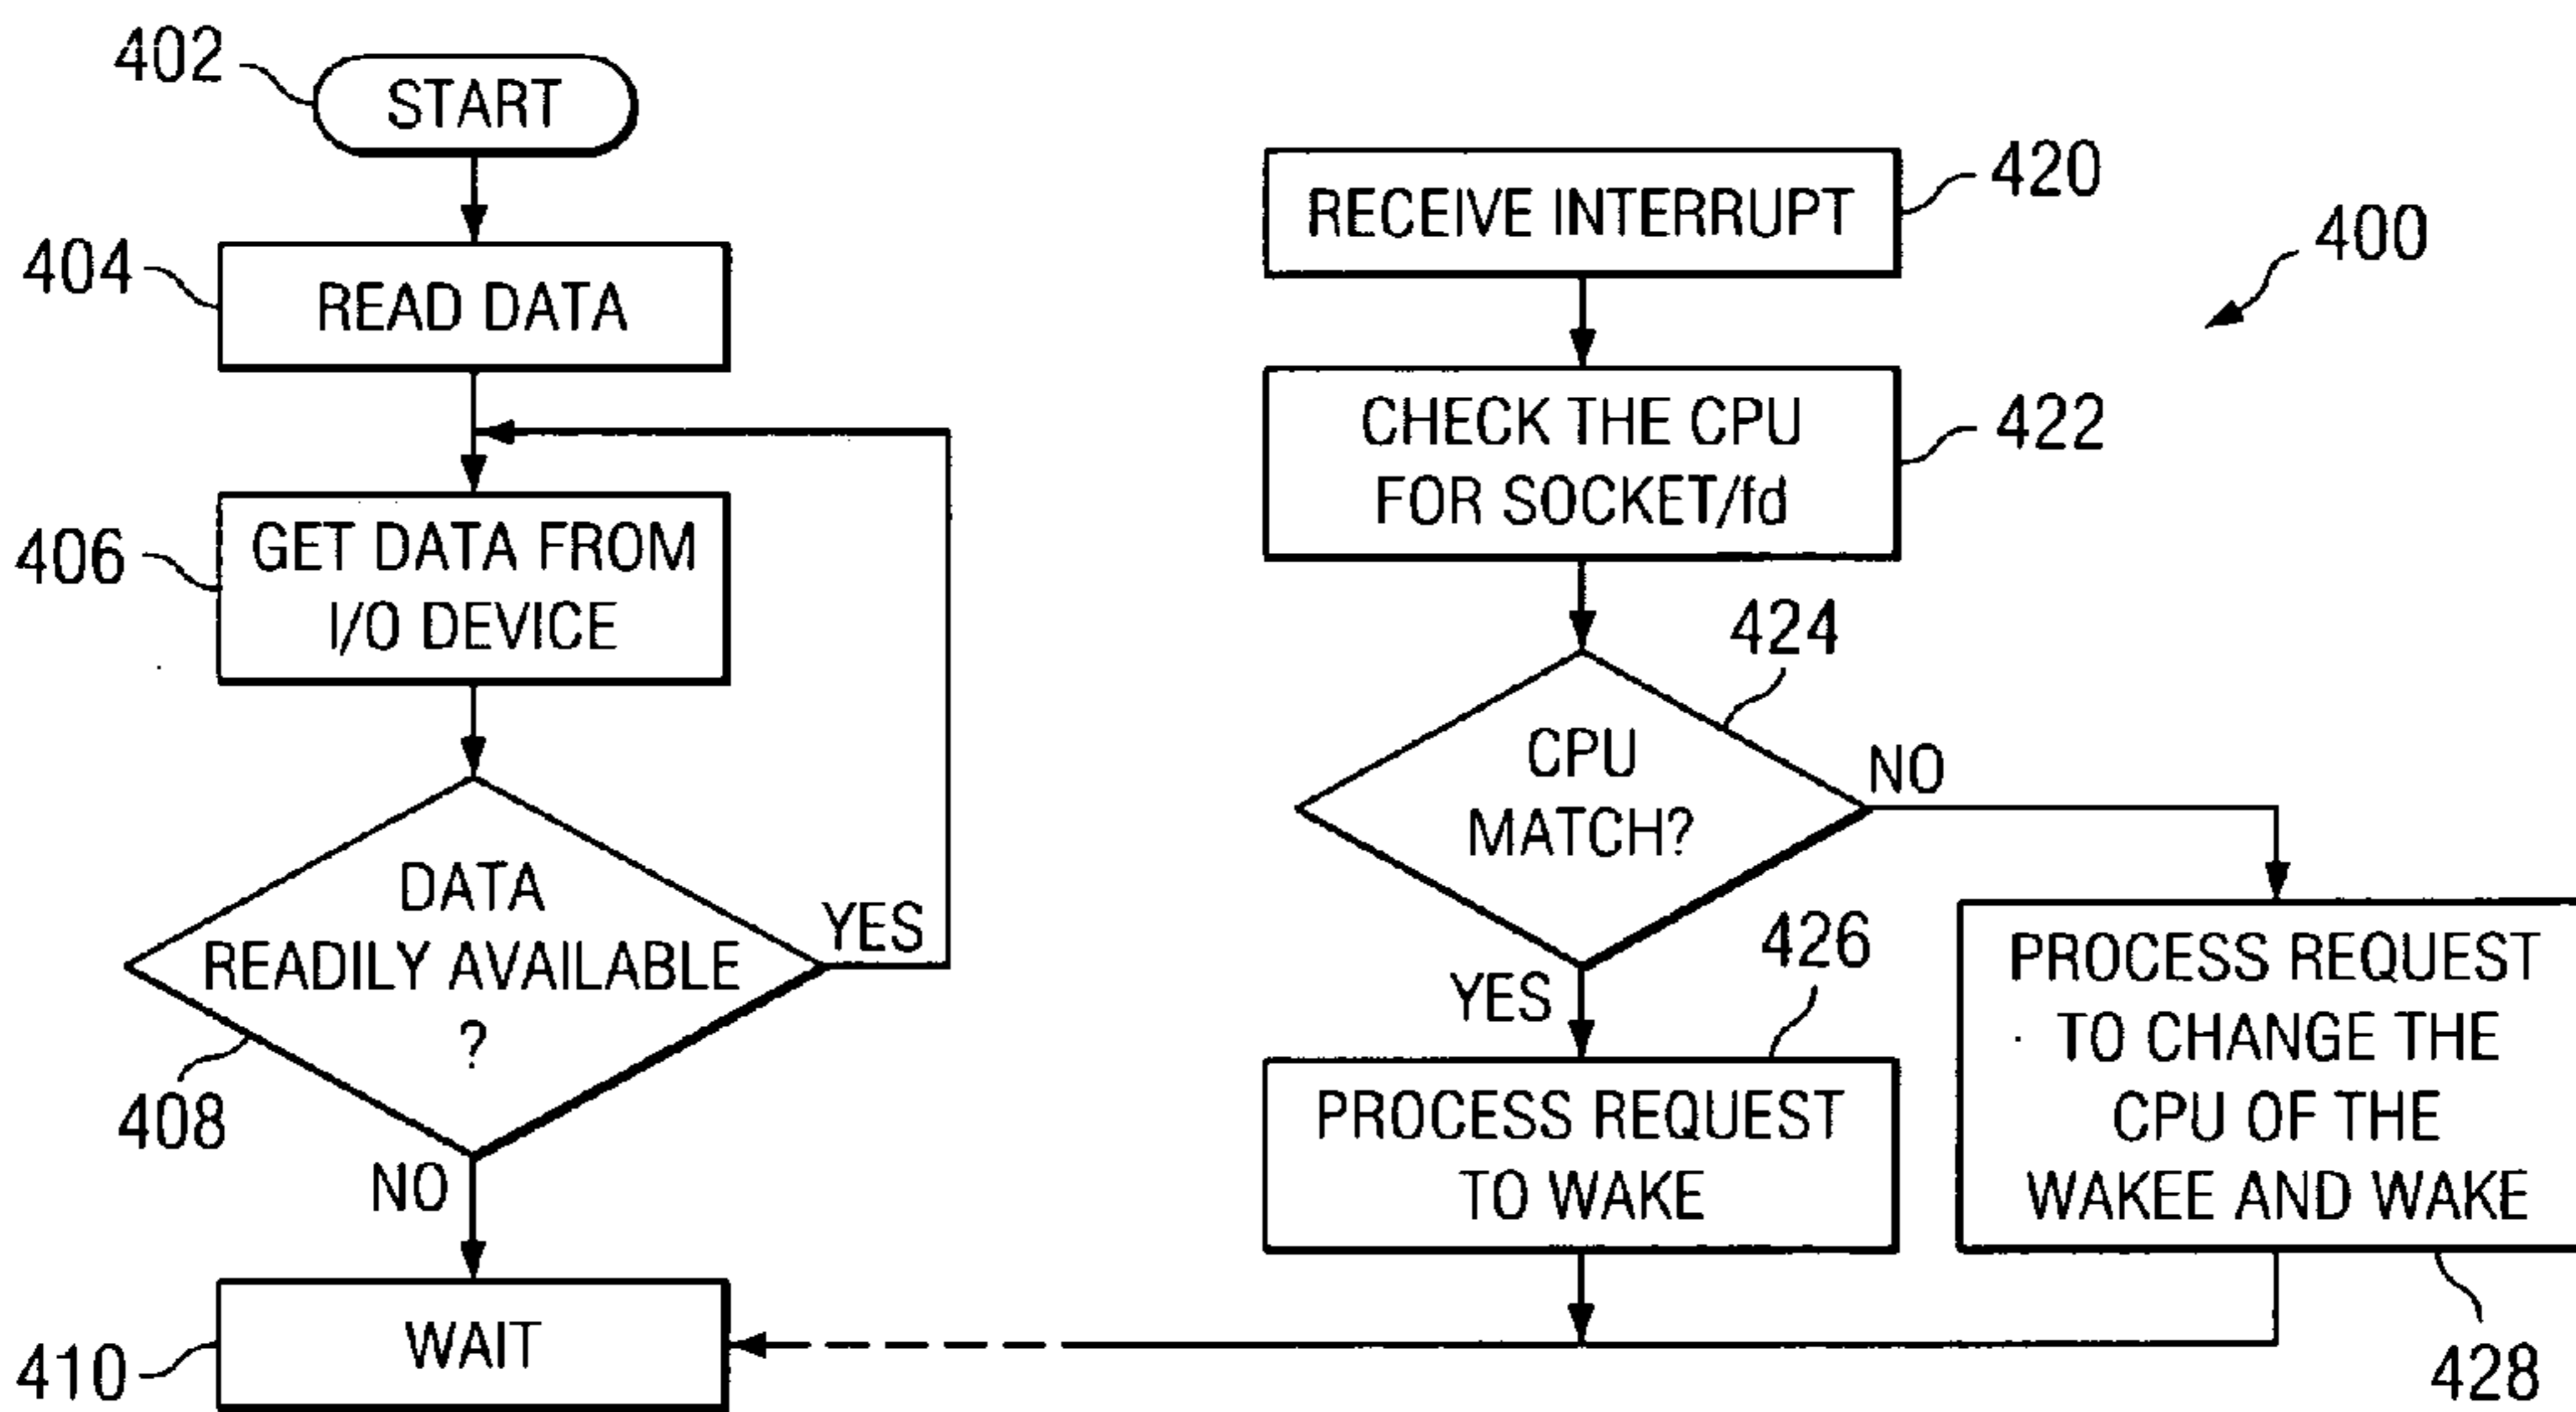 402
START
404
READ DATA
406
GET DATA FROM
I/O DEVICE
DATA
READILY AVAILABLE
?
YES
408
NO
410
WAIT
420
RECEIVE INTERRUPT
400
422
CHECK THE CPU
FOR SOCKET/fd
424
CPU
MATCH?
NO
YES
426
PROCESS REQUEST
TO WAKE
PROCESS REQUEST
TO CHANGE THE
CPU OF THE
WAKEE AND WAKE
428